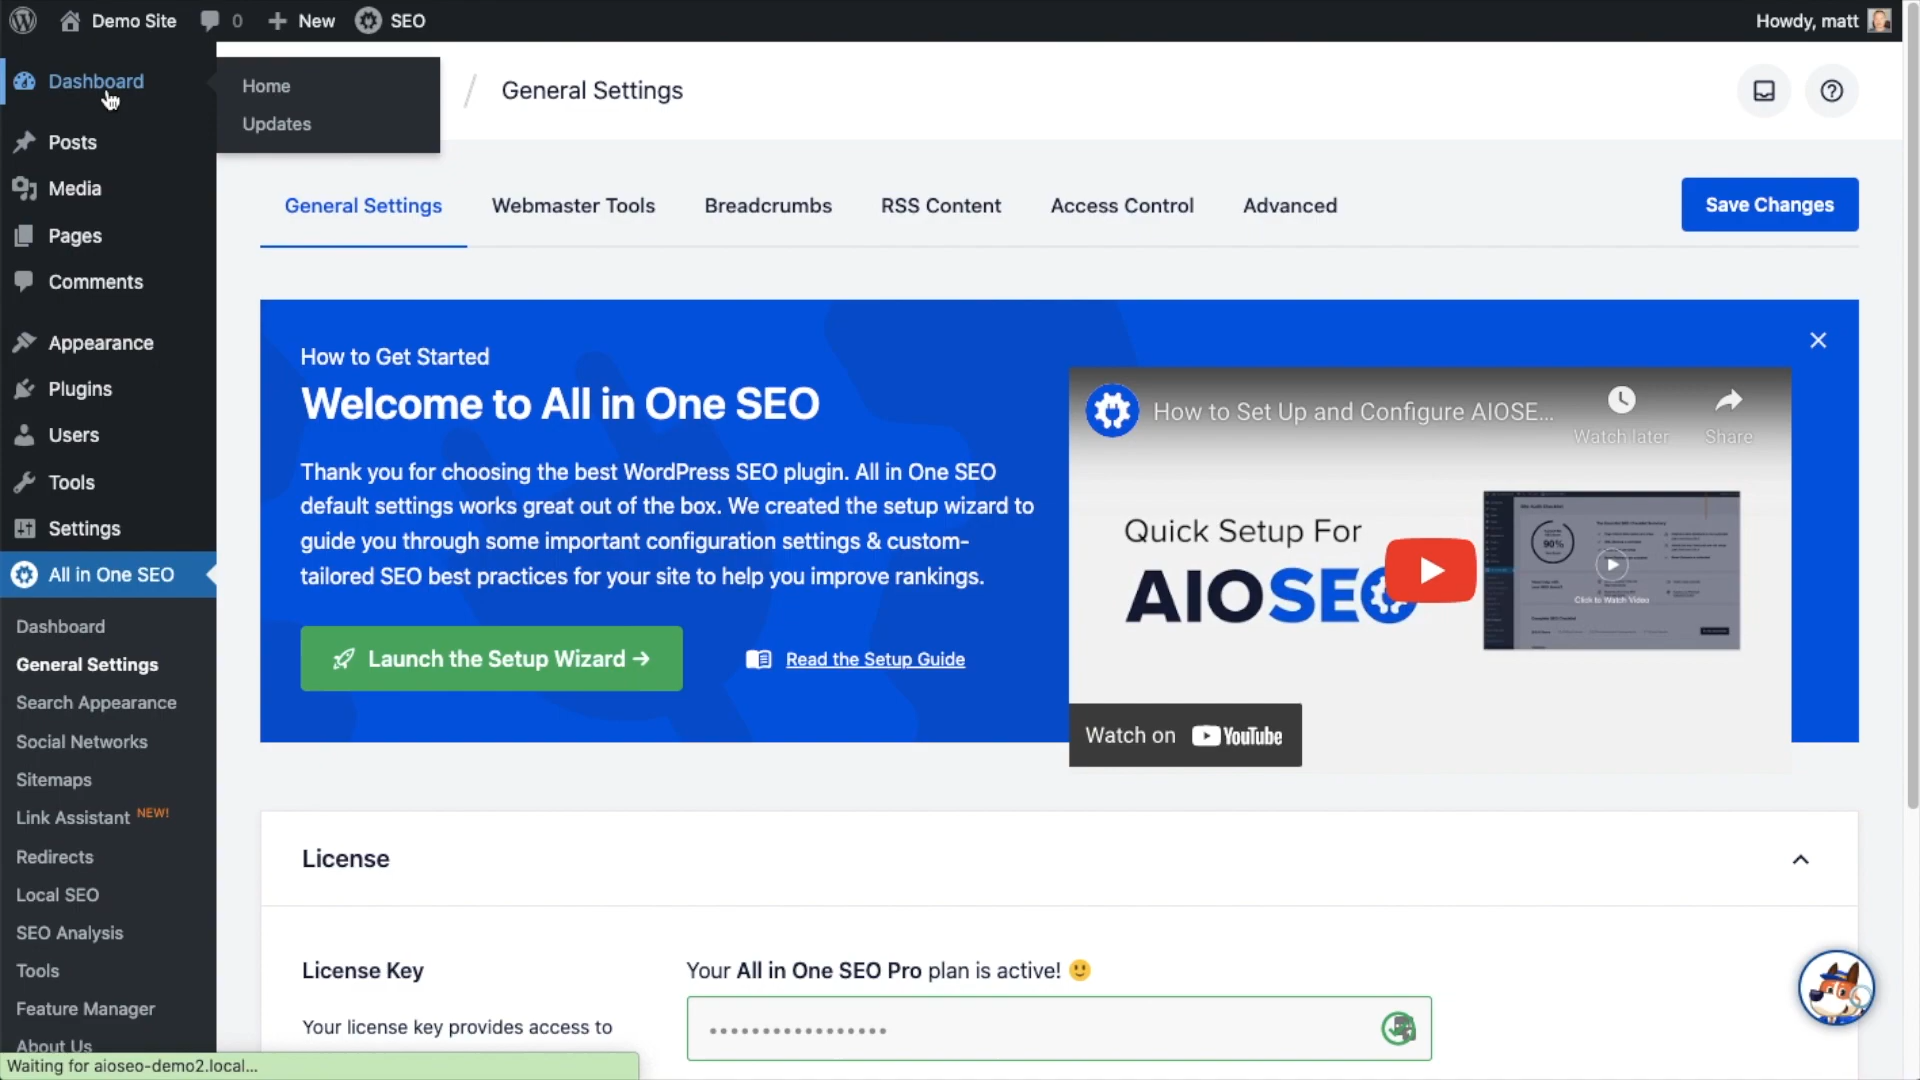 Demo Site
0
New
SEO
Howdy, matt
Dashboard
Home
Updates
Posts
Media
Pages
Comments
Appearance
Plugins
Users
Tools
Settings
All in One SEO
Dashboard
General Settings
Search Appearance
Social Networks
Sitemaps
Link Assistant NEW!
Redirects
Local SEO
SEO Analysis
Tools
Feature Manager
About Us
Waiting for aioseo-demo2.local...
/ General Settings
General Settings
Webmaster Tools
Breadcrumbs
RSS Content
Access Control
Advanced
Save Changes
How to Get Started
Welcome to All in One SEO
Thank you for choosing the best WordPress SEO plugin. All in One SEO
default settings works great out of the box. We created the setup wizard to
guide you through some important configuration settings & custom-
tailored SEO best practices for your site to help you improve rankings.
Launch the Setup Wizard →
Read the Setup Guide
How to Set Up and Configure AIOSE...
Watch later
Share
Quick Setup For
AIOSEO
90%
Click to Watch Video
Watch on YouTube
License
License Key
Your license key provides access to
Your All in One SEO Pro plan is active! 🙂
•••••••••••••••••